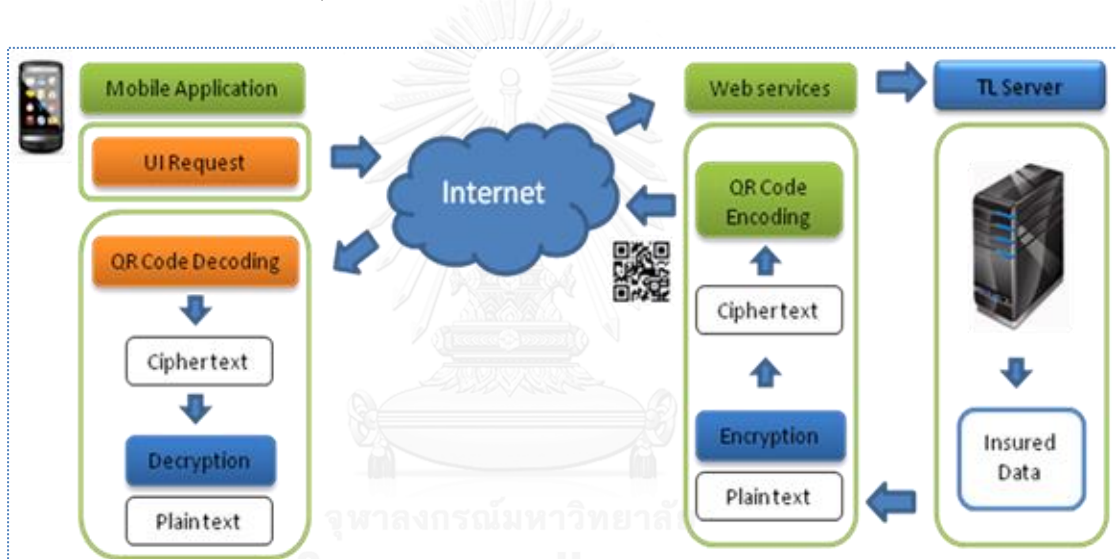 Mobile Application
UI Request
QR Code Decoding
Ciphertext
Decryption
Plaintext
Internet
Web services
QR Code
Encoding
Ciphertext
Encryption
Plaintext
TL Server
Insured
Data
จุฬาลงกรณ์มหาวิทยาลัย